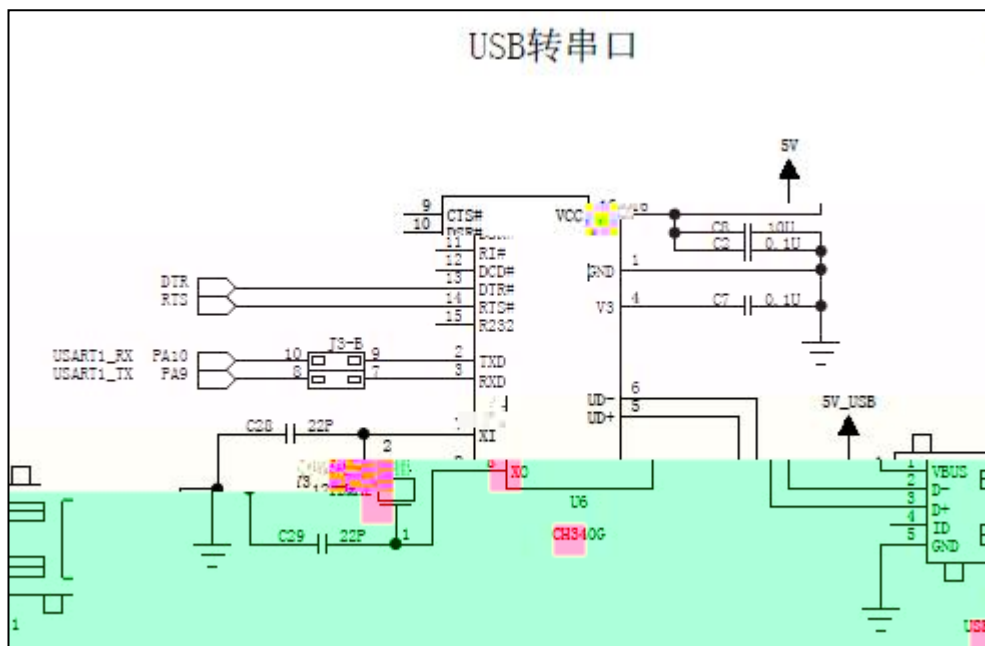 USB转串口
5V
9 CTS# VCC
10 DSR# C8 10U
11 C2 0.1U
12 RI#
13 DCD# GND 1
DTR 14 DTR#
RTS 15 RTS# V3 4 C7 0.1U
R232
J3-B
USART1_RX PA10 10 9 2 TXD
USART1_TX PA9 8 7 3 RXD
UD- 6
UD+ 5
5V_USB
C28 22P
2
XI
XO
1 VBUS
2 D-
3 D+
4 ID
5 GND
U6
C29 22P 1
CH340G
1